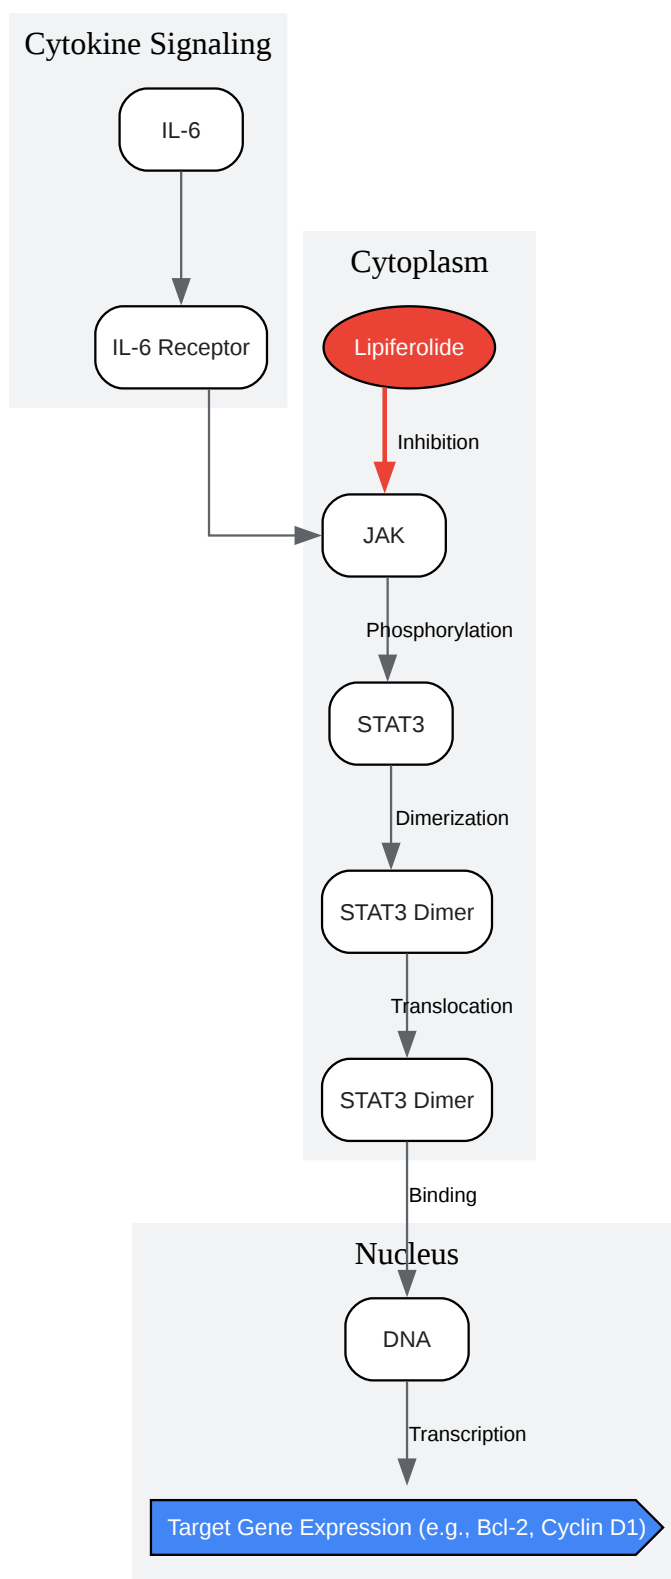 Cytokine Signaling
IL-6
IL-6 Receptor
Cytoplasm
Lipiferolide
Inhibition
JAK
Phosphorylation
STAT3
Dimerization
STAT3 Dimer
Translocation
STAT3 Dimer
Binding
Nucleus
DNA
Transcription
Target Gene Expression (e.g., Bcl-2, Cyclin D1)